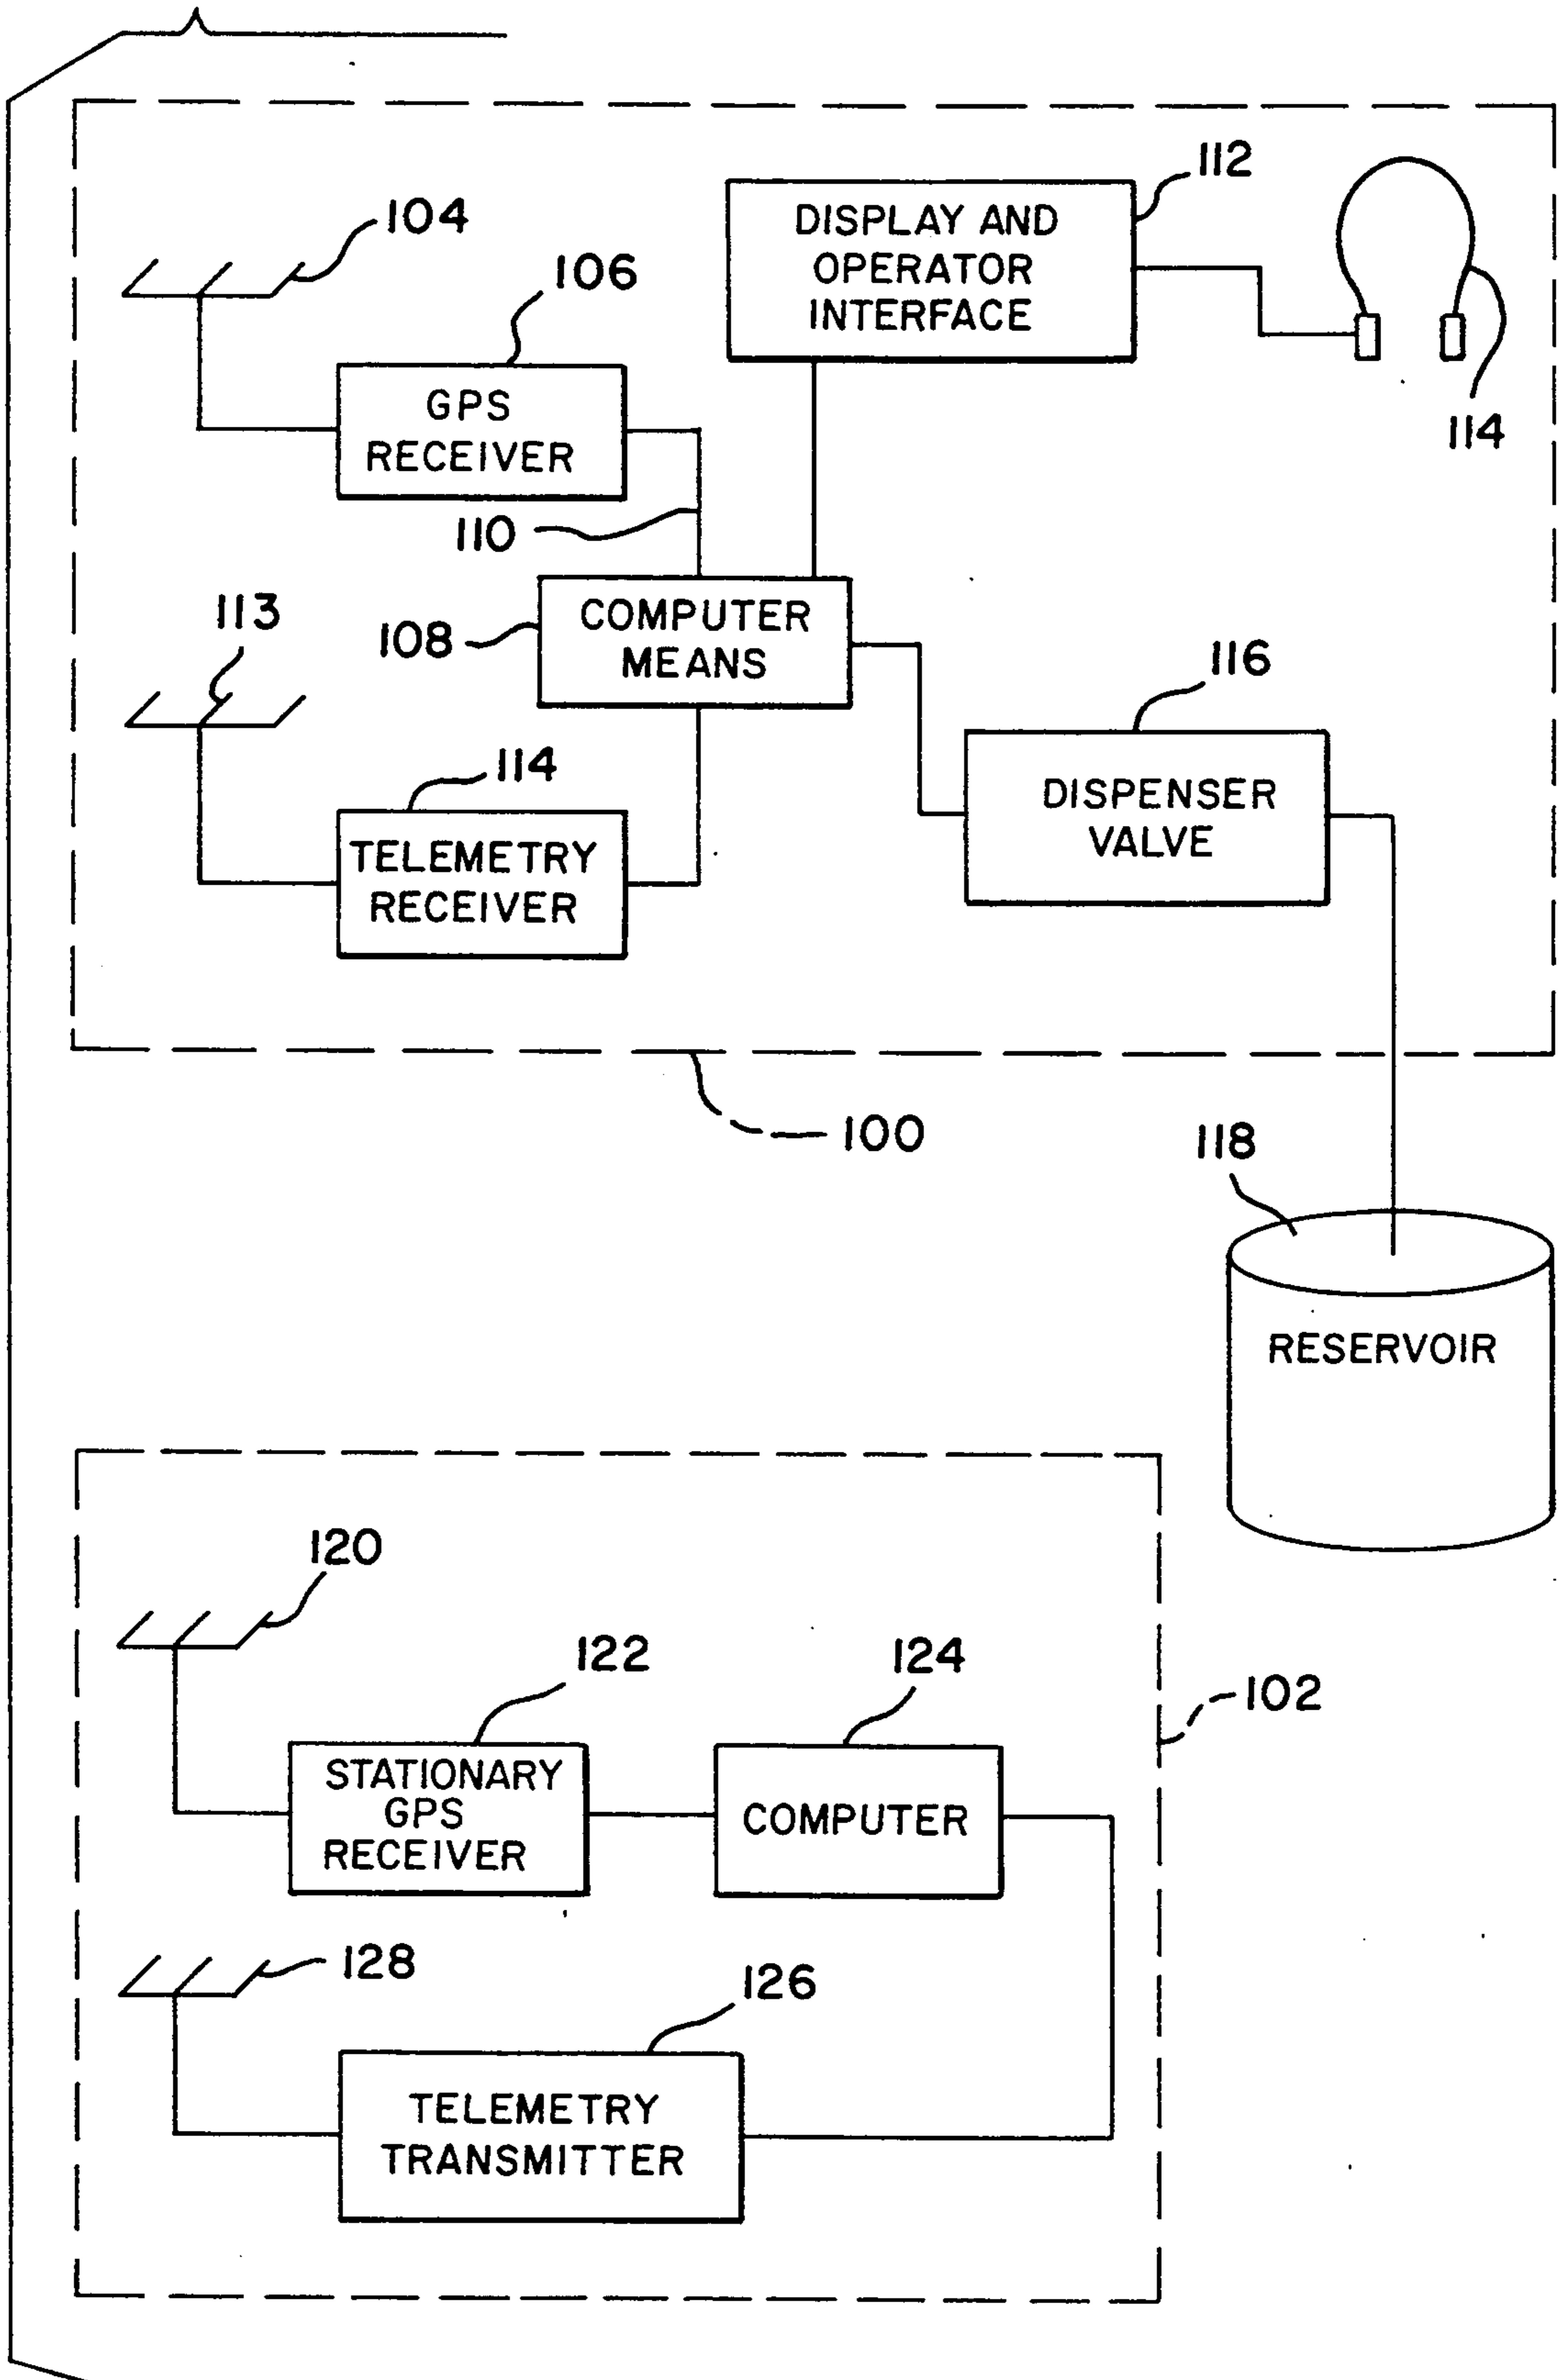 112
DISPLAY AND
OPERATOR
INTERFACE
104
106
GPS
RECEIVER
114
110
113
108
COMPUTER
MEANS
116
114
DISPENSER
VALVE
TELEMETRY
RECEIVER
100
118
RESERVOIR
120
122
124
102
STATIONARY
GPS
RECEIVER
COMPUTER
128
126
TELEMETRY
TRANSMITTER